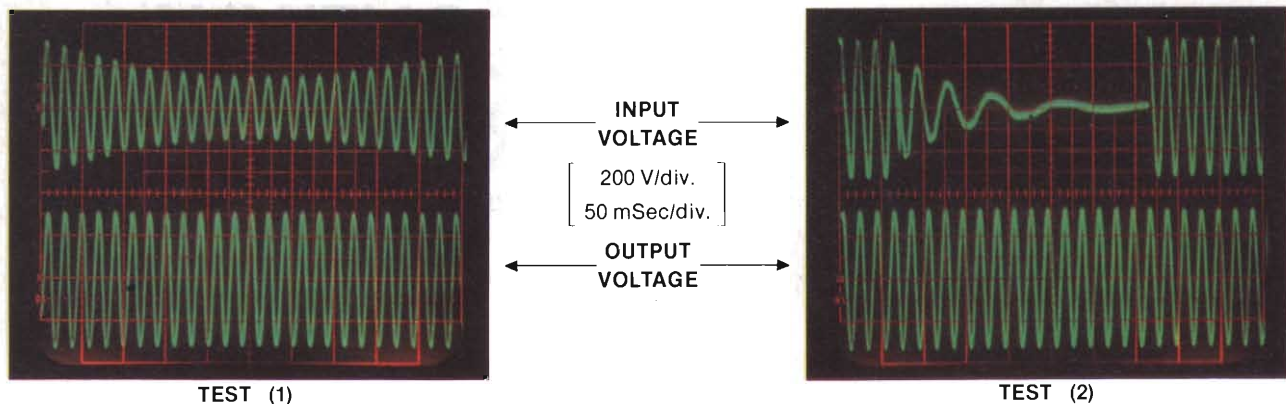 INPUT
VOLTAGE
200 V/div.
50 mSec/div.
OUTPUT
VOLTAGE
TEST (1)
TEST (2)